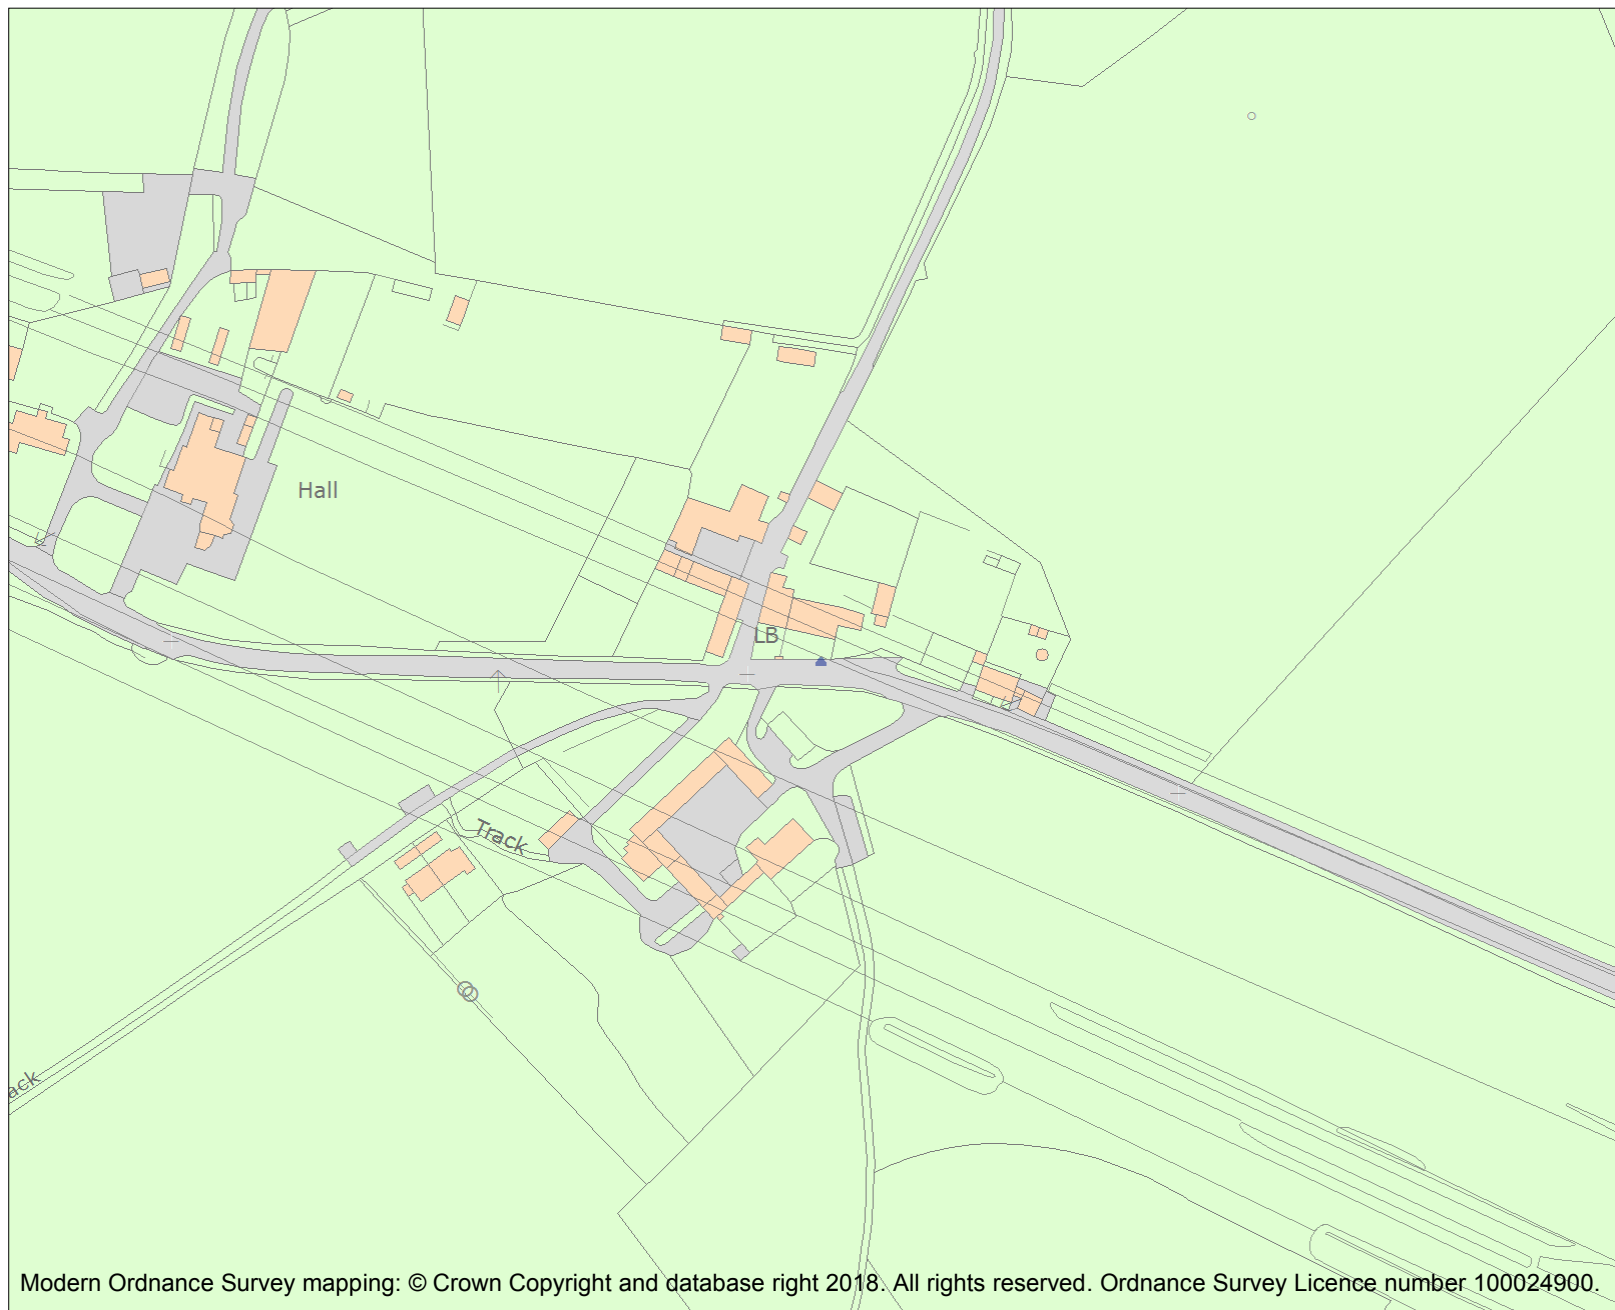 Hall
LB
Track
ack
Modern Ordnance Survey mapping: © Crown Copyright and database right 2018. All rights reserved. Ordnance Survey Licence number 100024900.